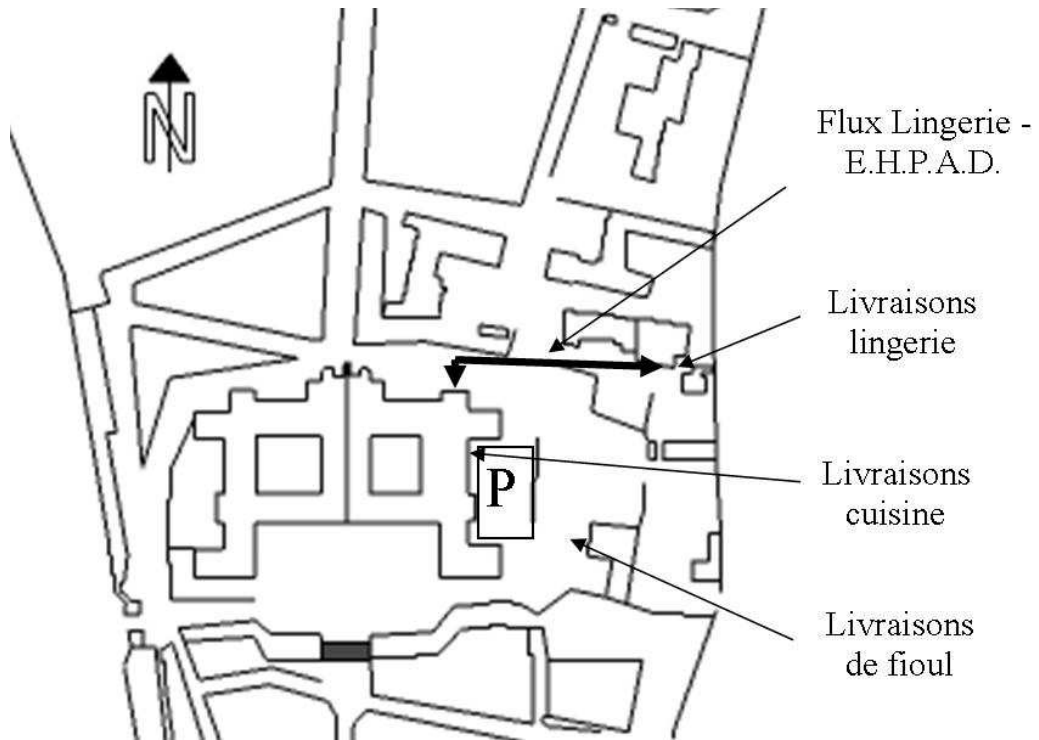 N
Flux Lingerie -
E.H.P.A.D.
Livraisons
lingerie
P
Livraisons
cuisine
Livraisons
de fioul